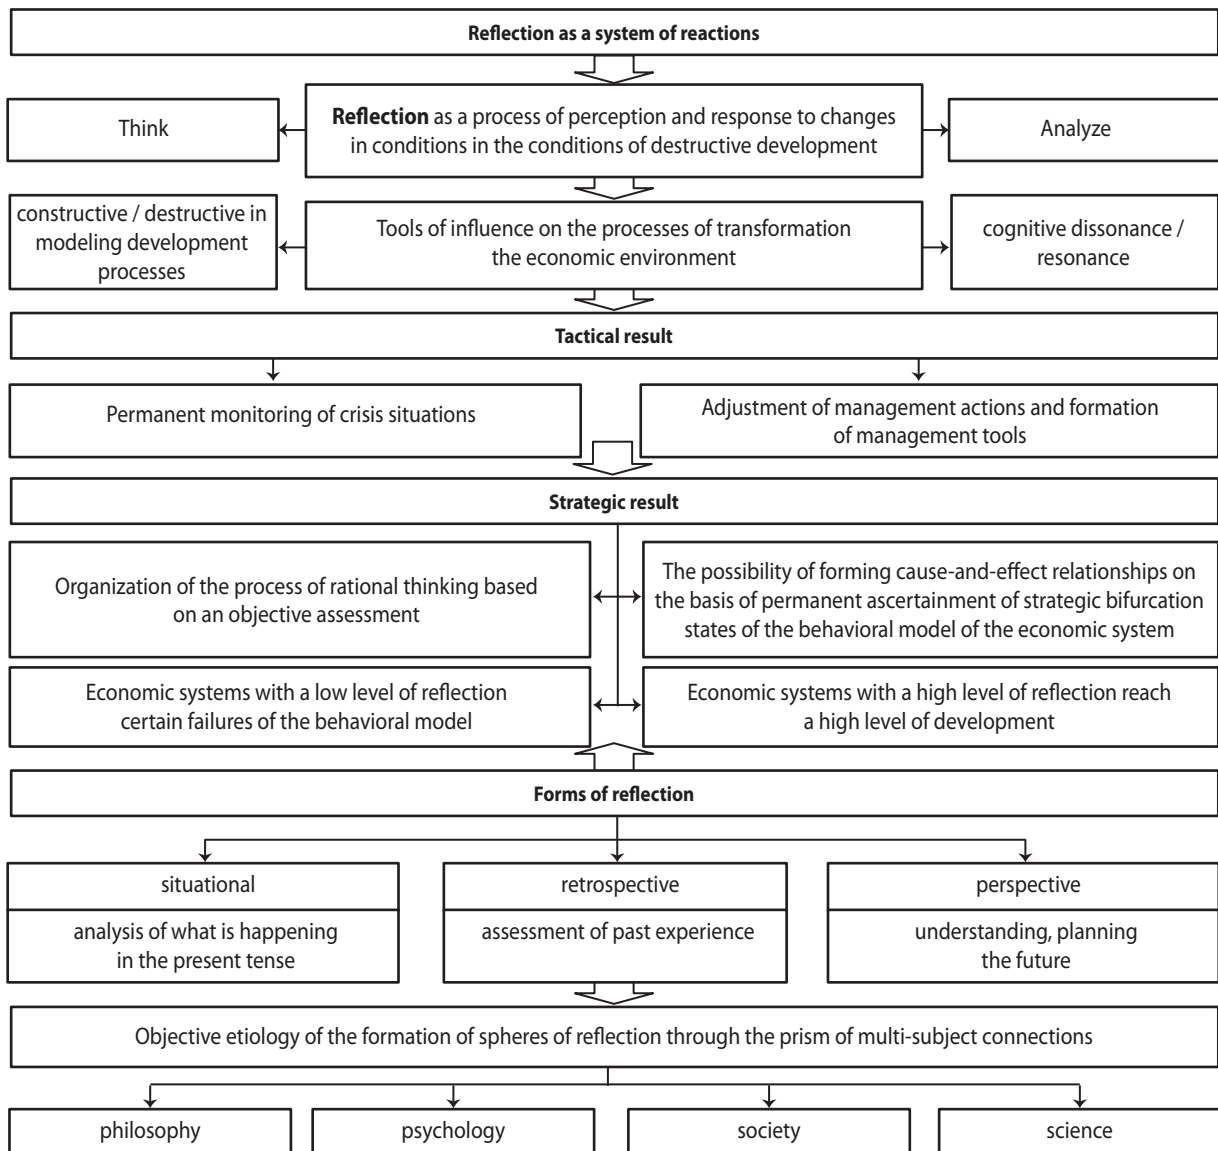 Reflection as a system of reactions
Think
Reflection as a process of perception and response to changes
in conditions in the conditions of destructive development
Analyze
constructive / destructive in
modeling development
processes
Tools of influence on the processes of transformation
the economic environment
cognitive dissonance /
resonance
Tactical result
Permanent monitoring of crisis situations
Adjustment of management actions and formation
of management tools
Strategic result
Organization of the process of rational thinking based
on an objective assessment
The possibility of forming cause-and-effect relationships on
the basis of permanent ascertainment of strategic bifurcation
states of the behavioral model of the economic system
Economic systems with a low level of reflection
certain failures of the behavioral model
Economic systems with a high level of reflection reach
a high level of development
Forms of reflection
situational
analysis of what is happening
in the present tense
retrospective
assessment of past experience
perspective
understanding, planning
the future
Objective etiology of the formation of spheres of reflection through the prism of multi-subject connections
philosophy
psychology
society
science